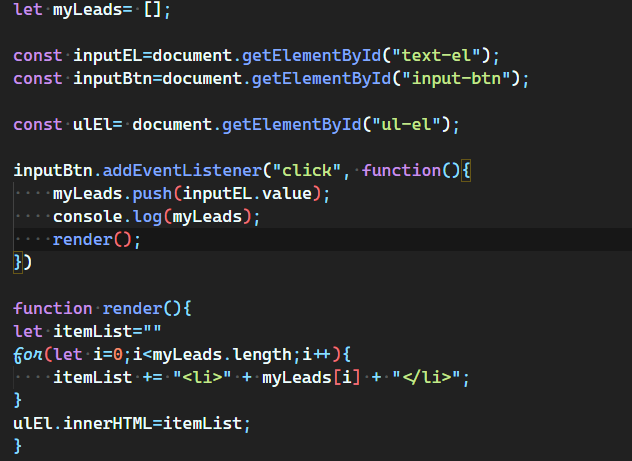 let myLeads= [];

const inputEL=document.getElementById("text-el");
const inputBtn=document.getElementById("input-btn");

const ulEl= document.getElementById("ul-el");

inputBtn.addEventListener("click", function(){
    myLeads.push(inputEL.value);
    console.log(myLeads);
    render();
})

function render(){
let itemList=""
for(let i=0;i<myLeads.length;i++){
    itemList += "<li>" + myLeads[i] + "</li>";
}
ulEl.innerHTML=itemList;
}